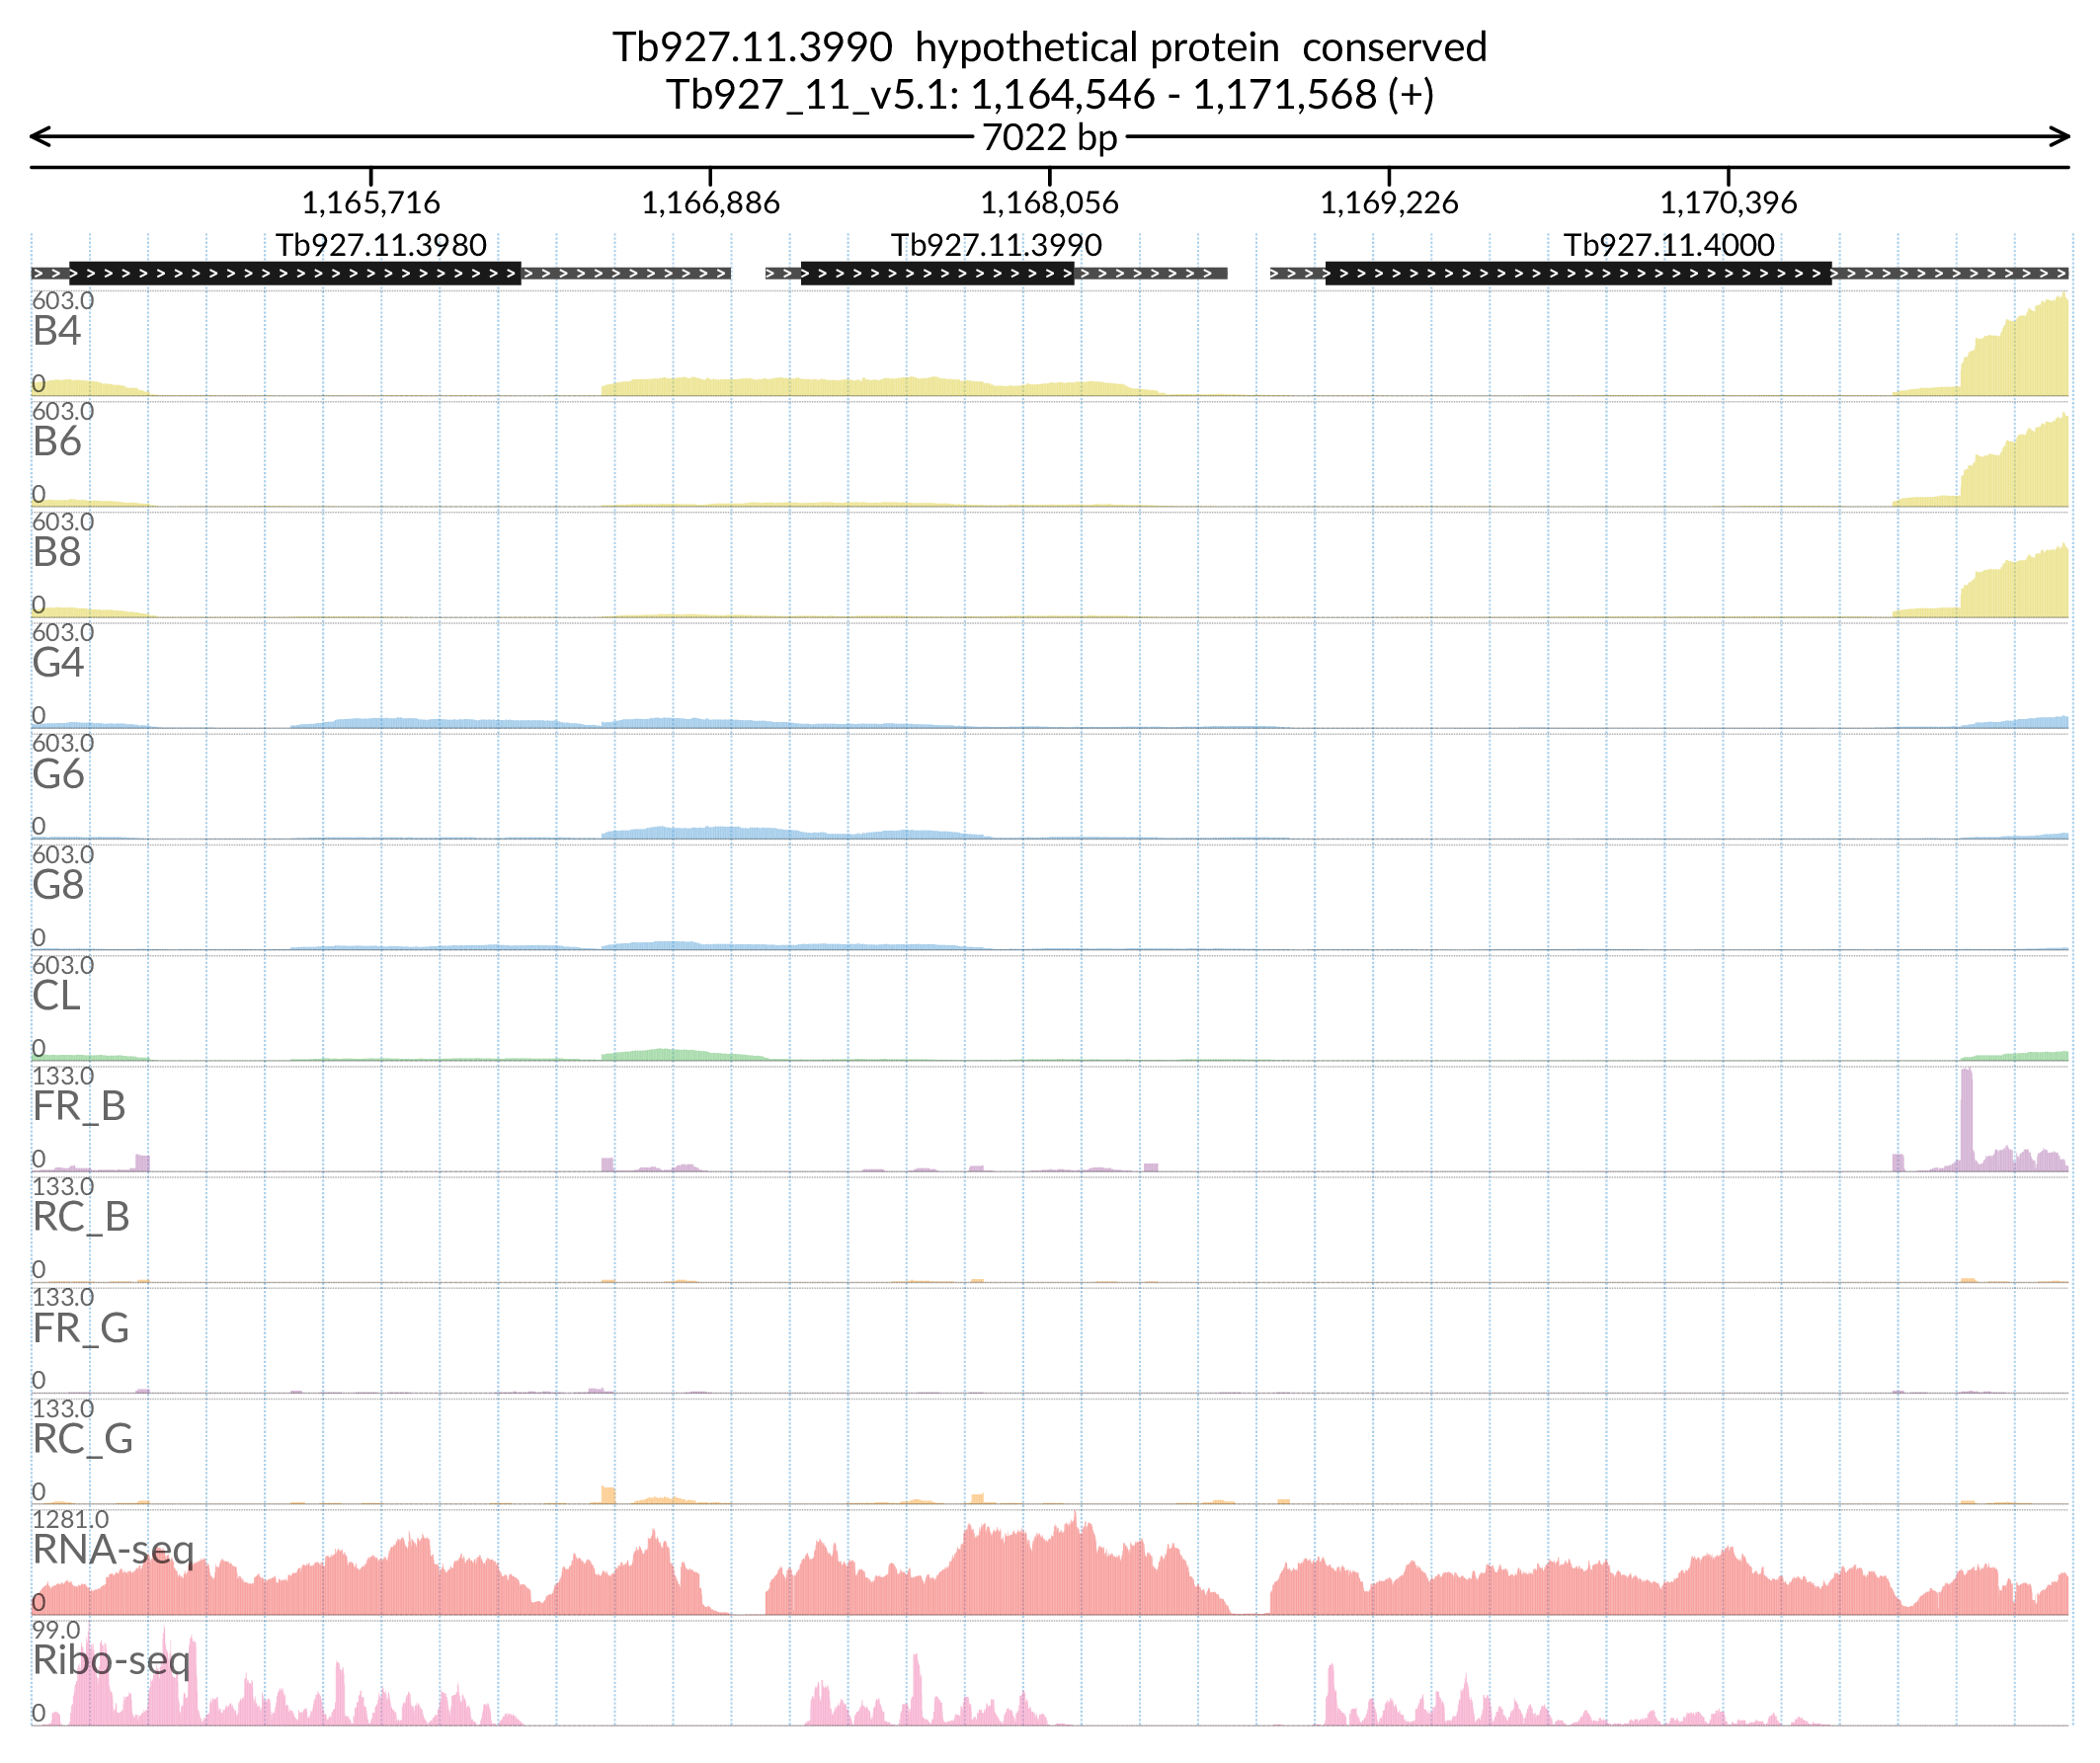 Tb927.11.3990 hypothetical protein conserved
Tb927_11_v5.1: 1,164,546 - 1,171,568 (+)
7022 bp
1,165,716 1,166,886 1,168,056 1,169,226 1,170,396
Tb927.11.3980 Tb927.11.3990 Tb927.11.4000
603.0
B4
0
603.0
B6
0
603.0
B8
0
603.0
G4
0
603.0
G6
0
603.0
G8
0
603.0
CL
0
133.0
FR_B
0
133.0
RC_B
0
133.0
FR_G
0
133.0
RC_G
0
1281.0
RNA-seq
0
99.0
Ribo-seq
0